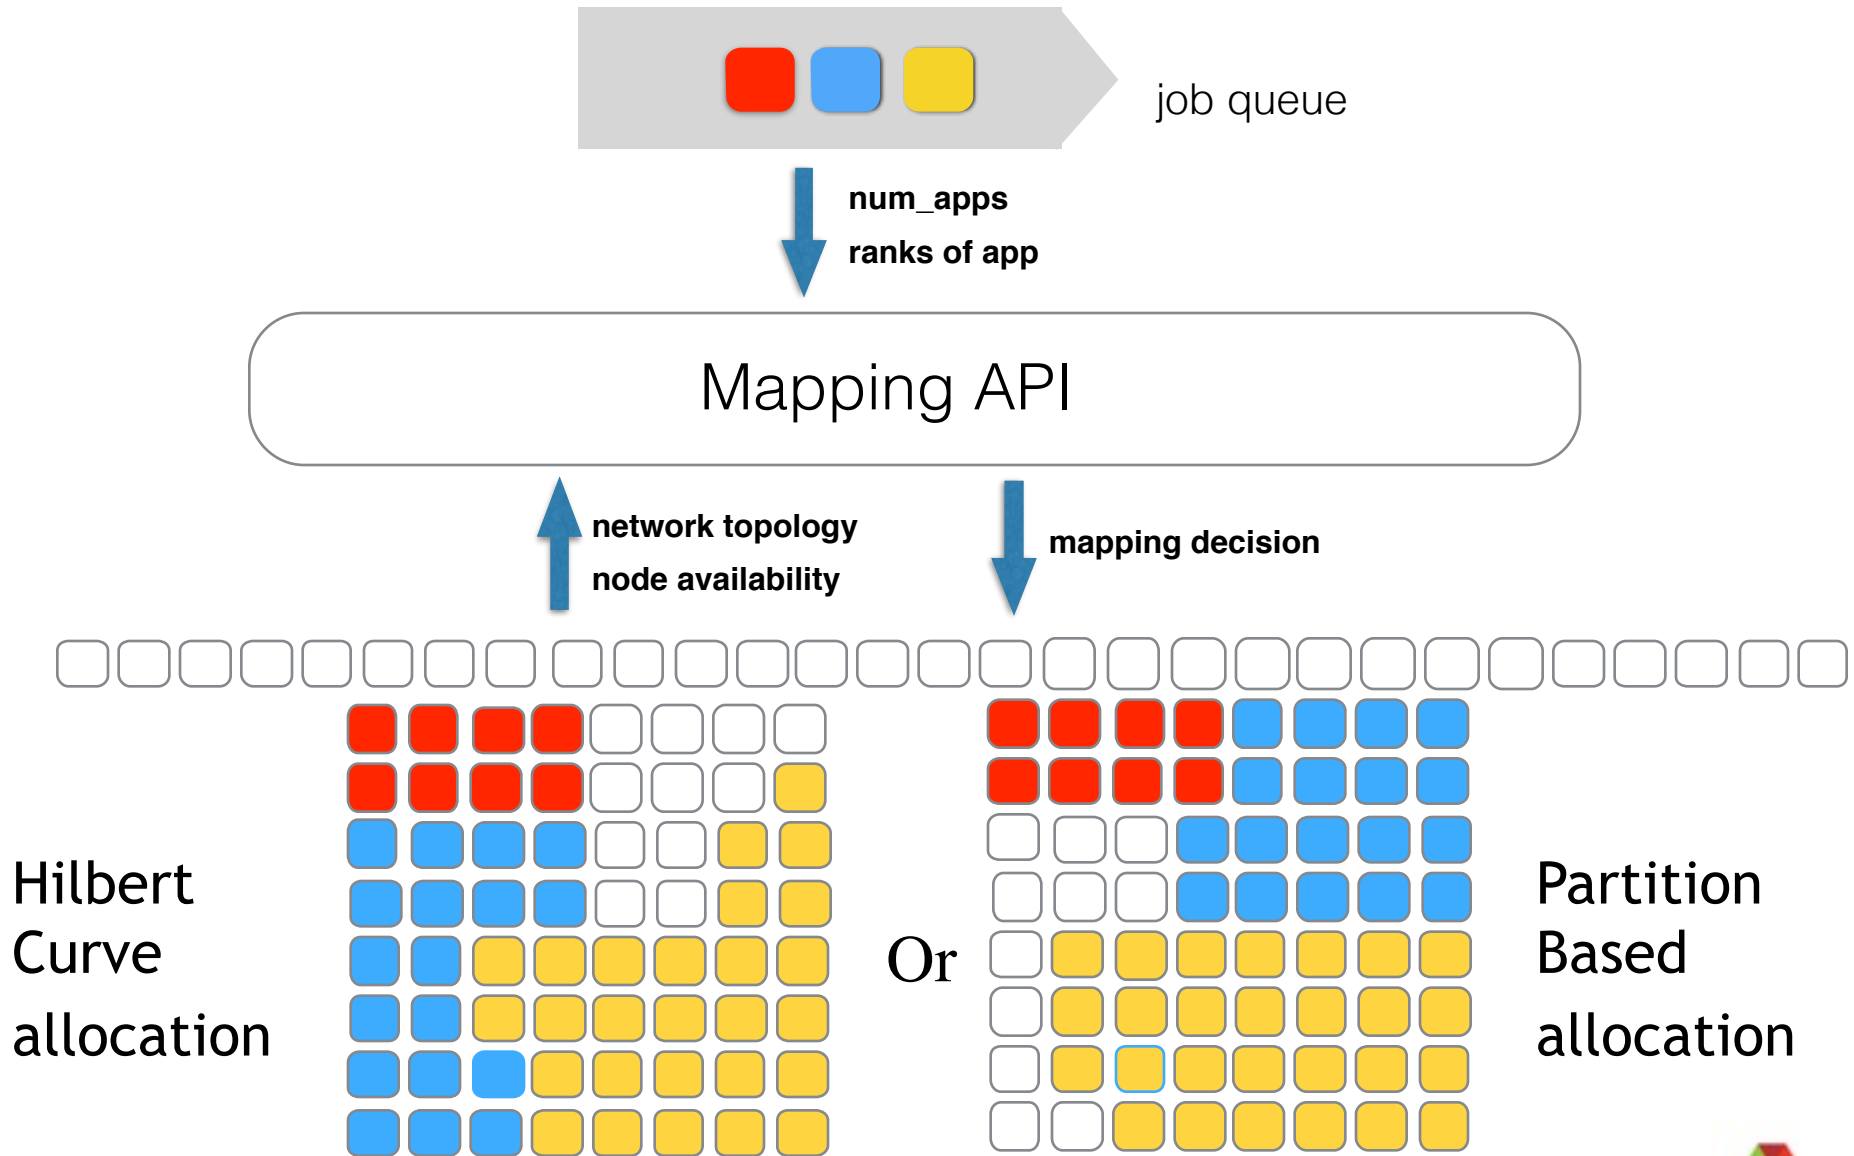 job queue
num_apps
ranks of app
Mapping API
network topology
node availability
mapping decision
Hilbert
Curve
allocation
Or
Partition
Based
allocation